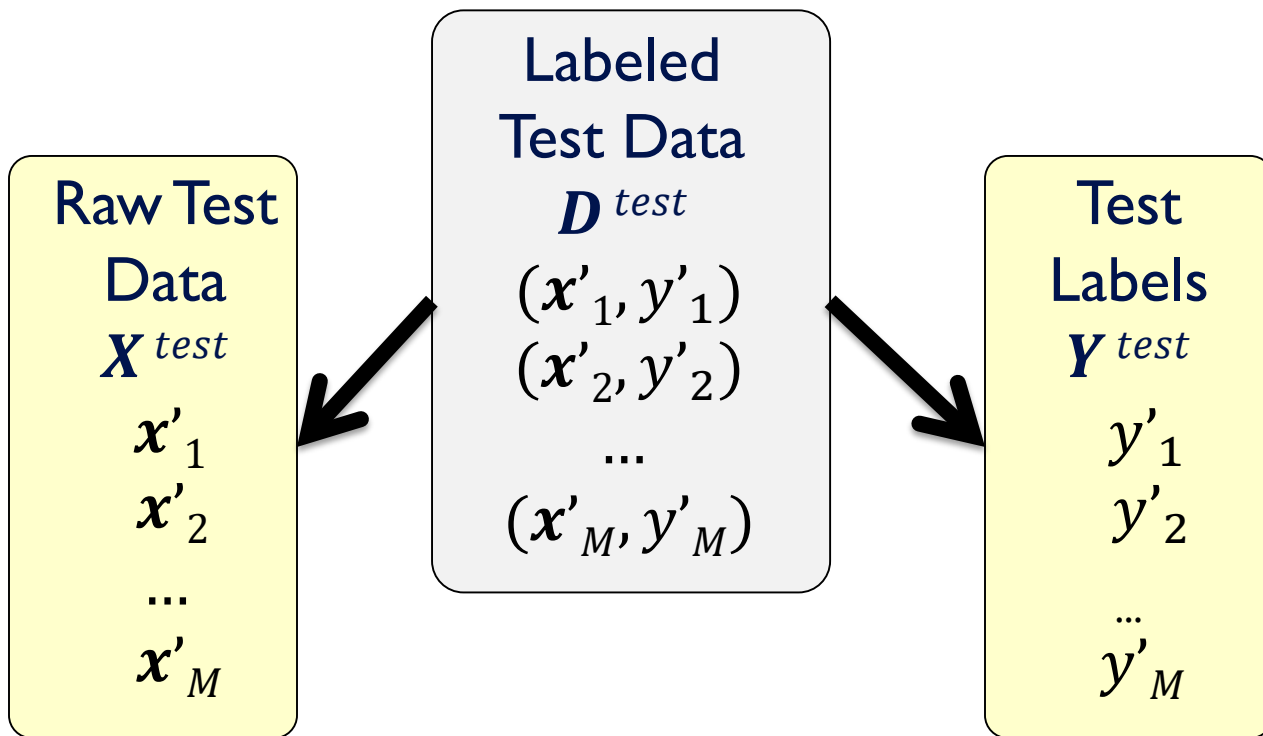 Labeled
Test Data
D test
(x’1, y’1)
(x’2, y’2)
...
(x’M, y’M)
Raw Test
Data
X test
x’1
x’2
...
x’M
Test
Labels
Y test
y’1
y’2
...
y’M